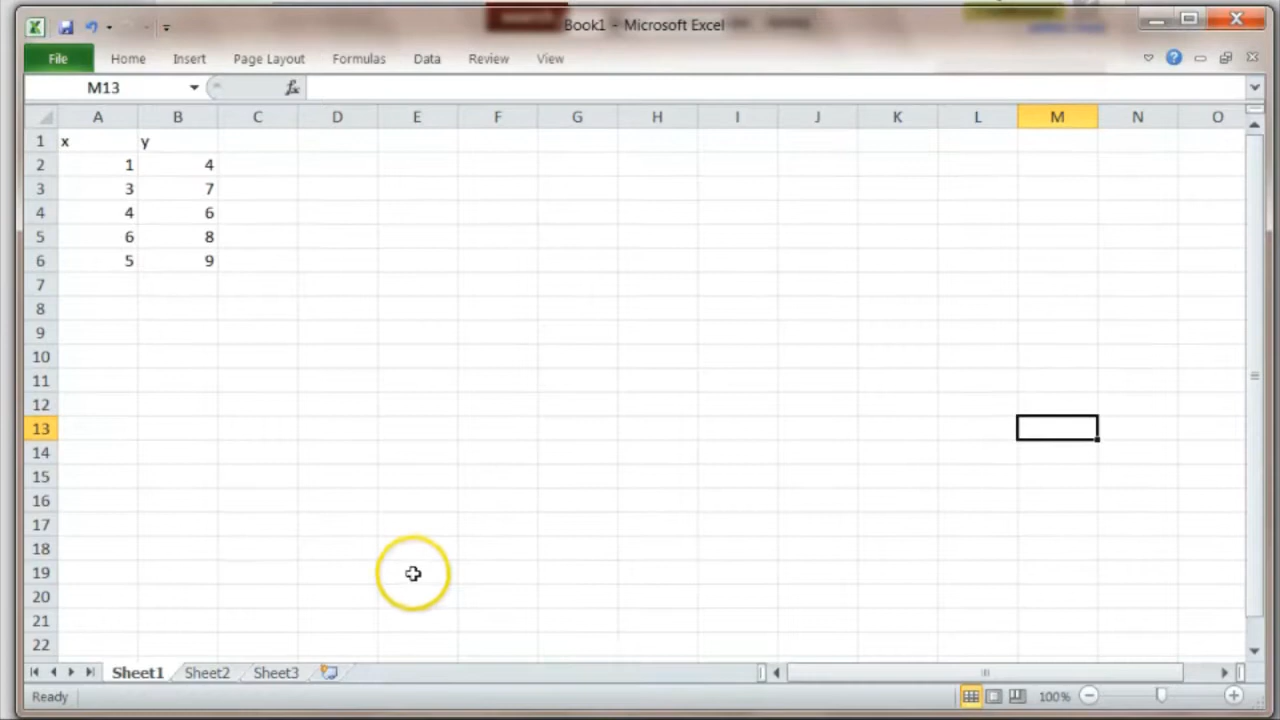 Book1 - Microsoft Excel
File Home Insert Page Layout Formulas Data Review View
M13 fx
A B C D E F G H I J K L M N O
1 x y
2 1 4
3 3 7
4 4 6
5 6 8
6 5 9
7
8
9
10
11
12
13
14
15
16
17
18
19
20
21
22
Sheet1 Sheet2 Sheet3
Ready 100%